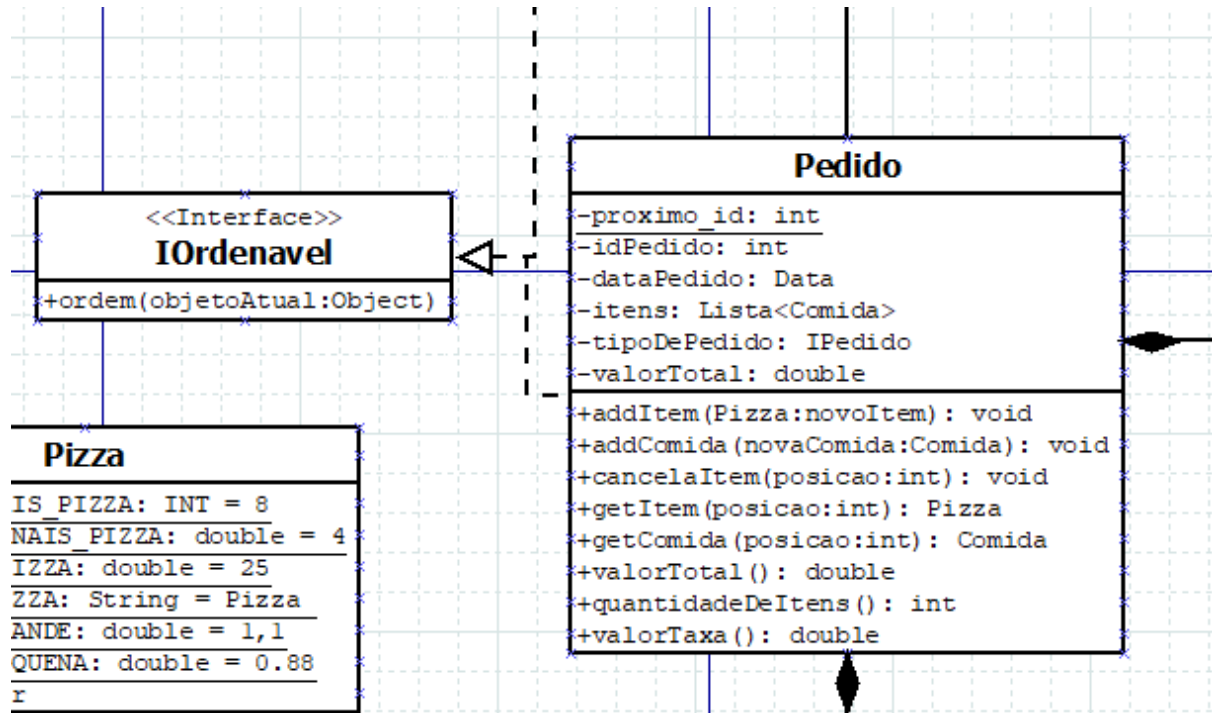 <<Interface>>
IOrdenavel
+ordem(objetoAtual:Object)
Pedido
-proximo_id: int
-idPedido: int
-dataPedido: Data
-itens: Lista<Comida>
-tipoDePedido: IPedido
-valorTotal: double
+addItem(Pizza:novoItem): void
+addComida(novaComida:Comida): void
+cancelaItem(posicao:int): void
+getItem(posicao:int): Pizza
+getComida(posicao:int): Comida
+valorTotal(): double
+quantidadeDeItens(): int
+valorTaxa(): double
Pizza
IS_PIZZA: INT = 8
NAIS_PIZZA: double = 4
IZZA: double = 25
ZZA: String = Pizza
ANDE: double = 1,1
QUENA: double = 0.88
r